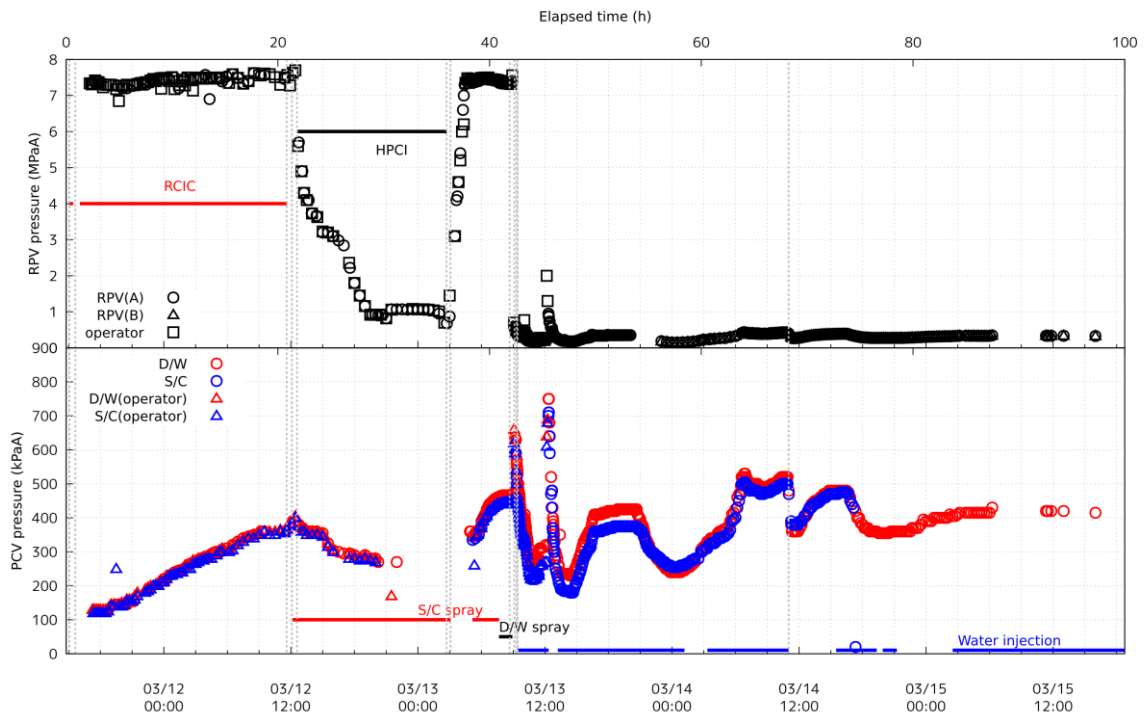 Elapsed time (h)
0 20 40 60 80 100
8
7
6
5
4
3
2
1
900
RPV pressure (MPaA)
HPCI
RCIC
RPV(A)
RPV(B)
operator
800
700
600
500
400
300
200
100
0
PCV pressure (kPaA)
D/W
S/C
D/W(operator)
S/C(operator)
S/C spray
D/W spray
Water injection
03/12 03/12 03/13 03/13 03/14 03/14 03/15 03/15
00:00 12:00 00:00 12:00 00:00 12:00 00:00 12:00